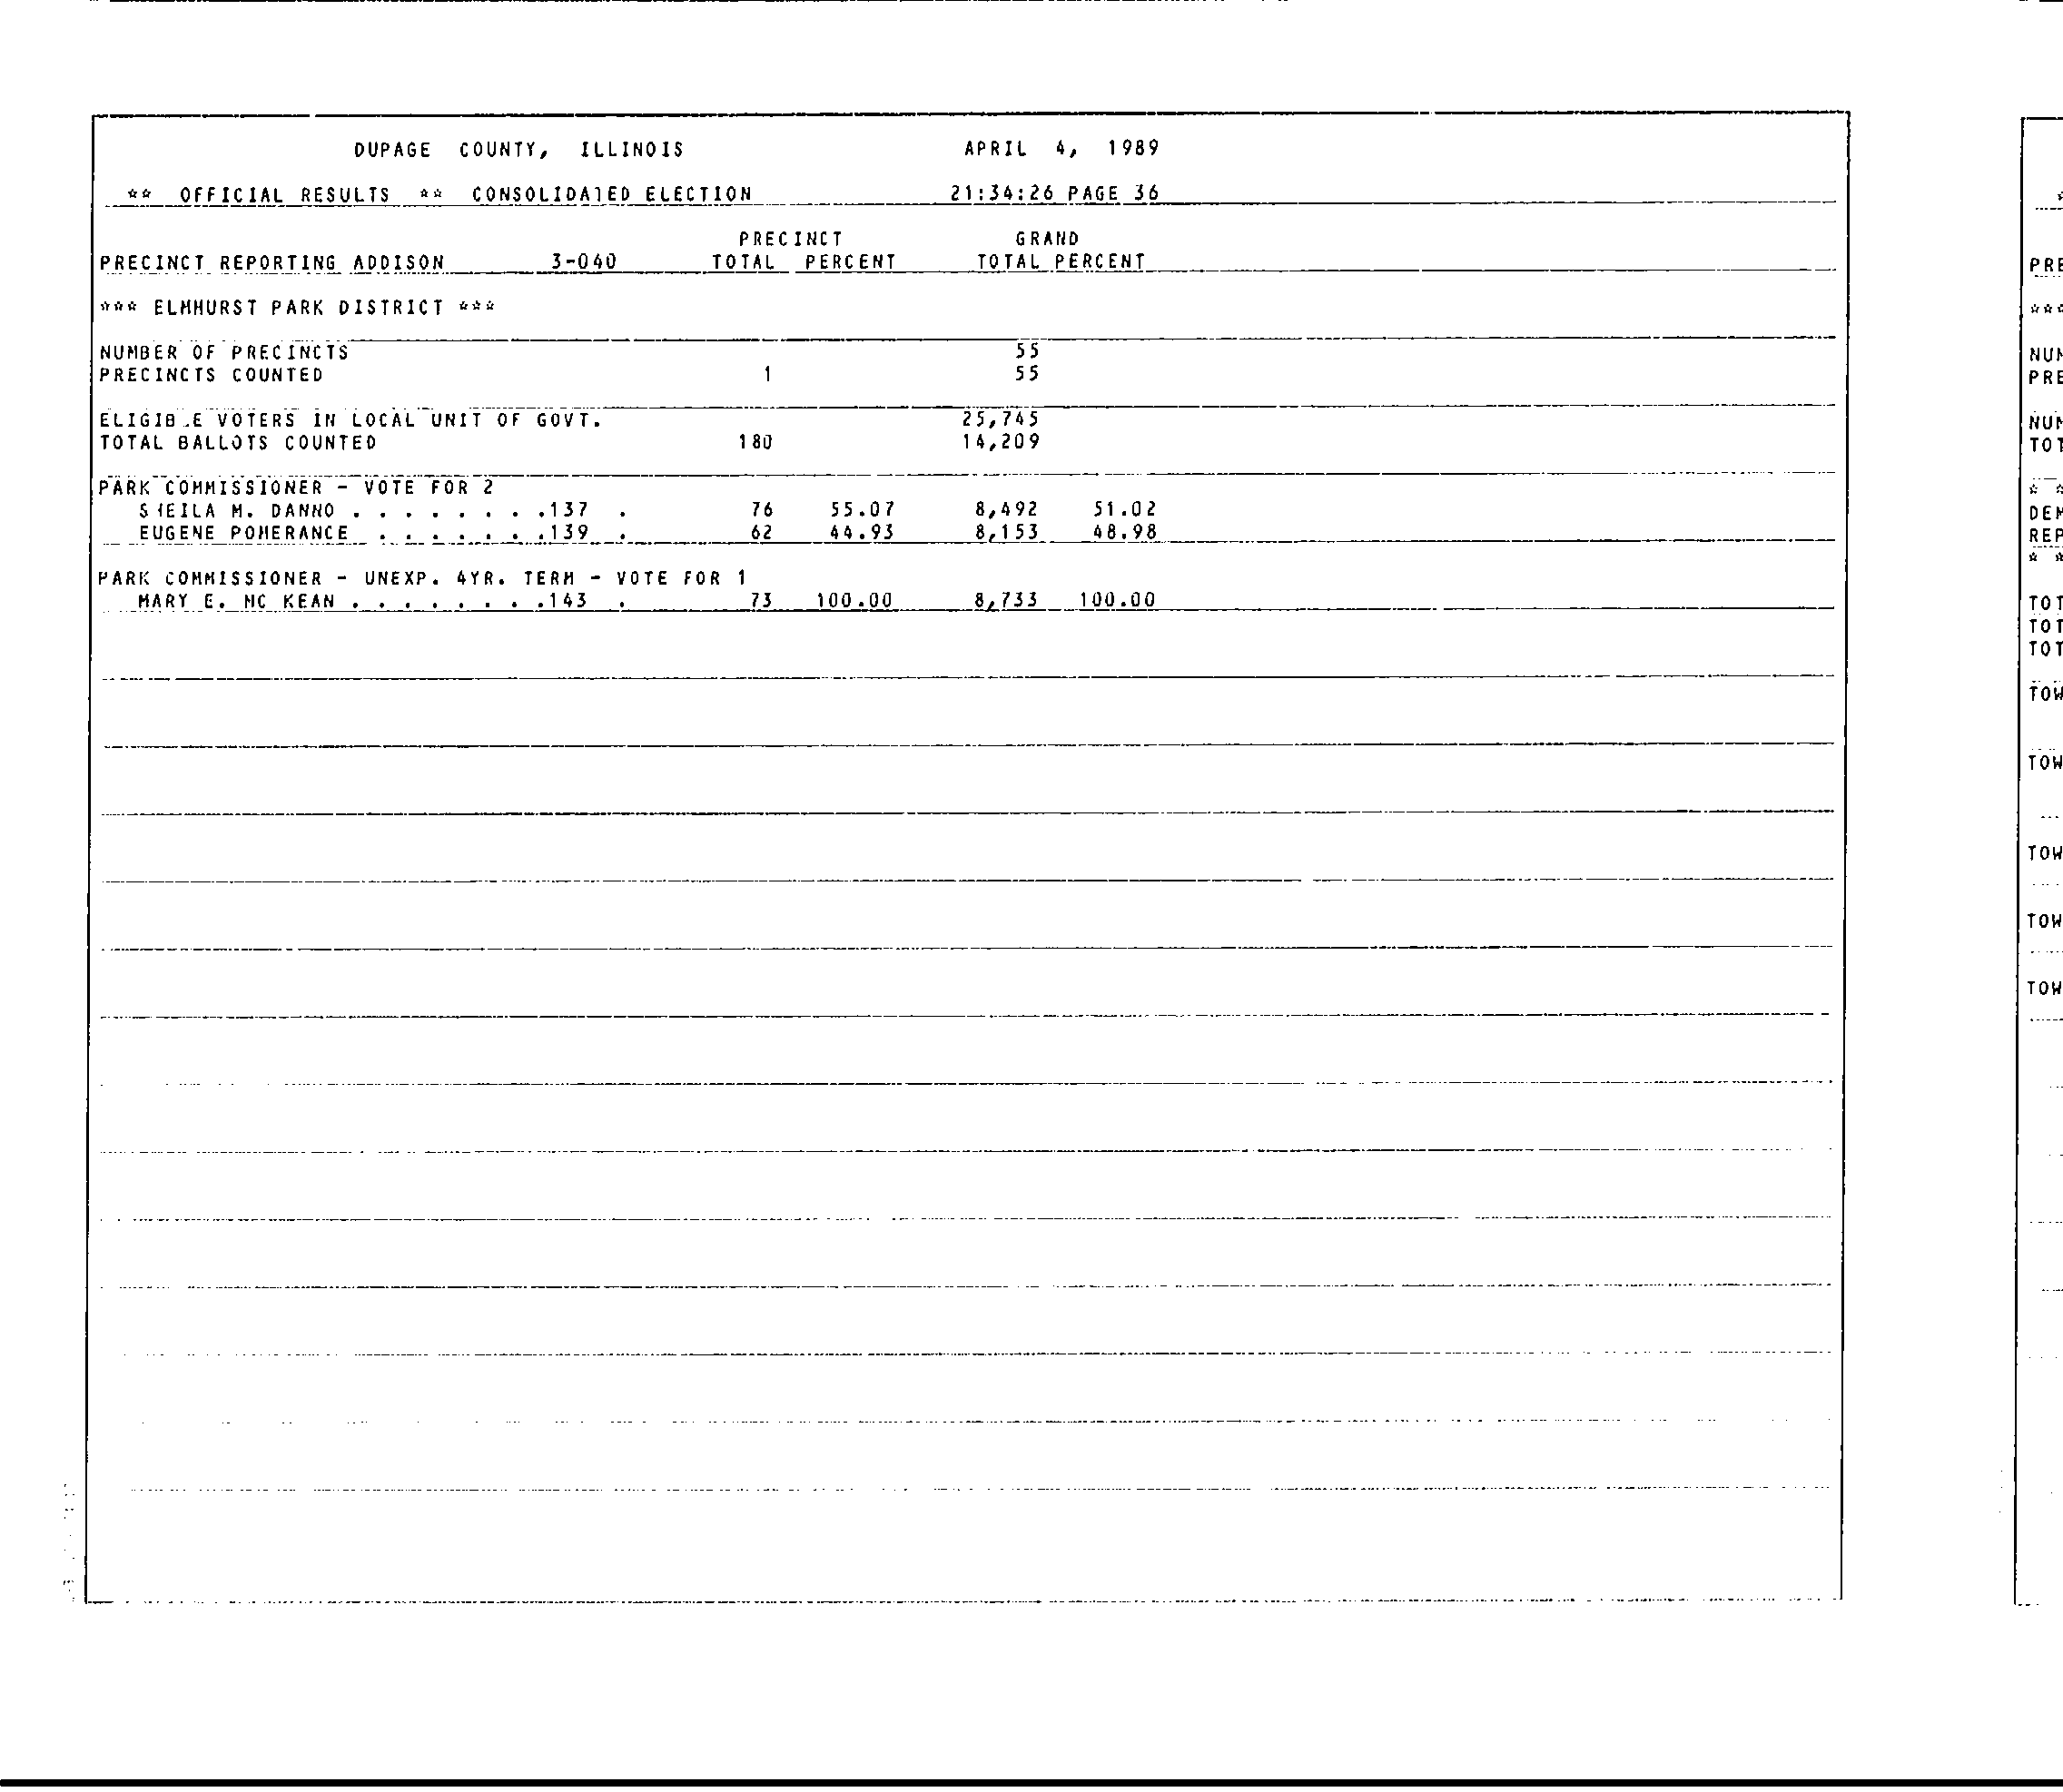 DUPAGE COUNTY, ILLINOIS APRIL 4, 1989
** OFFICIAL RESULTS ** CONSOLIDATED ELECTION 21:34:26 PAGE 36
PRECINCT GRAND
PRECINCT REPORTING ADDISON 3-040 TOTAL PERCENT TOTAL PERCENT
*** ELMHURST PARK DISTRICT ***
NUMBER OF PRECINCTS 55
PRECINCTS COUNTED 1 55
ELIGIBLE VOTERS IN LOCAL UNIT OF GOVT. 25,745
TOTAL BALLOTS COUNTED 180 14,209
PARK COMMISSIONER - VOTE FOR 2
SHEILA M. DANNO . . . . . . . .137 . 76 55.07 8,492 51.02
EUGENE POMERANCE . . . . . . .139 . 62 44.93 8,153 48.98
PARK COMMISSIONER - UNEXP. 4YR. TERM - VOTE FOR 1
MARY E. MC KEAN . . . . . . . .143 . 73 100.00 8,733 100.00
*
PRE
***
NUM
PRE
NUM
TOT
* *
DEM
REP
* *
TOT
TOT
TOT
TOW
TOW
TOW
TOW
TOW